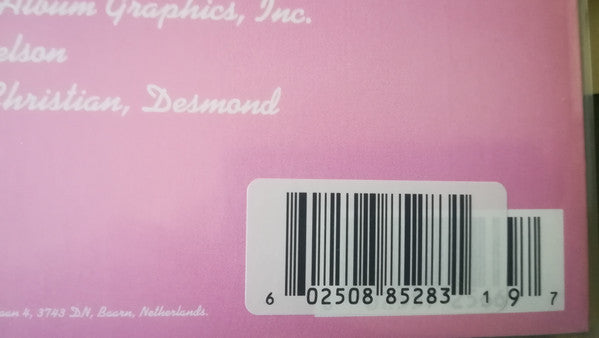 Album Graphics, Inc.
elson
Christian, Desmond
aan 4, 3743 DN, Baarn, Netherlands.
6 02508 85283 1 9 7